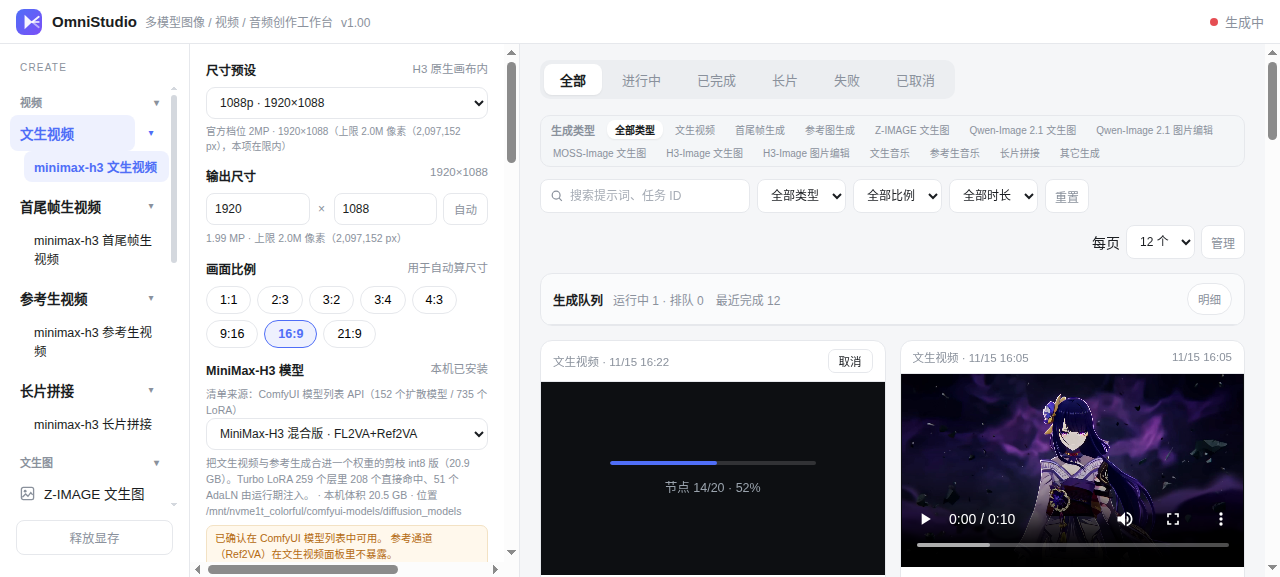 OmniStudio 多模型图像 / 视频 / 音频创作工作台 v1.00
生成中
CREATE
视频
文生视频
minimax-h3 文生视频
首尾帧生视频
minimax-h3 首尾帧生
视频
参考生视频
minimax-h3 参考生视
频
长片拼接
minimax-h3 长片拼接
文生图
Z-IMAGE 文生图
释放显存
尺寸预设 H3 原生画布内
1088p · 1920×1088
官方档位 2MP · 1920×1088（上限 2.0M 像素（2,097,152
px），本项在限内）
输出尺寸 1920×1088
1920 × 1088 自动
1.99 MP · 上限 2.0M 像素（2,097,152 px）
画面比例 用于自动算尺寸
1:1 2:3 3:2 3:4 4:3
9:16 16:9 21:9
MiniMax-H3 模型 本机已安装
清单来源：ComfyUI 模型列表 API（152 个扩散模型 / 735 个
LoRA）
MiniMax-H3 混合版 · FL2VA+Ref2VA
把文生视频与参考生成合进一个权重的剪枝 int8 版（20.9
GB）。Turbo LoRA 259 个层里 208 个直接命中、51 个
AdaLN 由运行期注入。 · 本机体积 20.5 GB · 位置
/mnt/nvme1t_colorful/comfyui-models/diffusion_models
已确认在 ComfyUI 模型列表中可用。 参考通道
（Ref2VA）在文生视频面板里不暴露。
全部 进行中 已完成 长片 失败 已取消
生成类型 全部类型 文生视频 首尾帧生成 参考图生成 Z-IMAGE 文生图 Qwen-Image 2.1 文生图 Qwen-Image 2.1 图片编辑
MOSS-Image 文生图 H3-Image 文生图 H3-Image 图片编辑 文生音乐 参考生音乐 长片拼接 其它生成
搜索提示词、任务 ID 全部类型 全部比例 全部时长 重置
每页 12 个 管理
生成队列 运行中 1 · 排队 0 最近完成 12 明细
文生视频 · 11/15 16:22 取消
节点 14/20 · 52%
文生视频 · 11/15 16:05 11/15 16:05
0:00 / 0:10